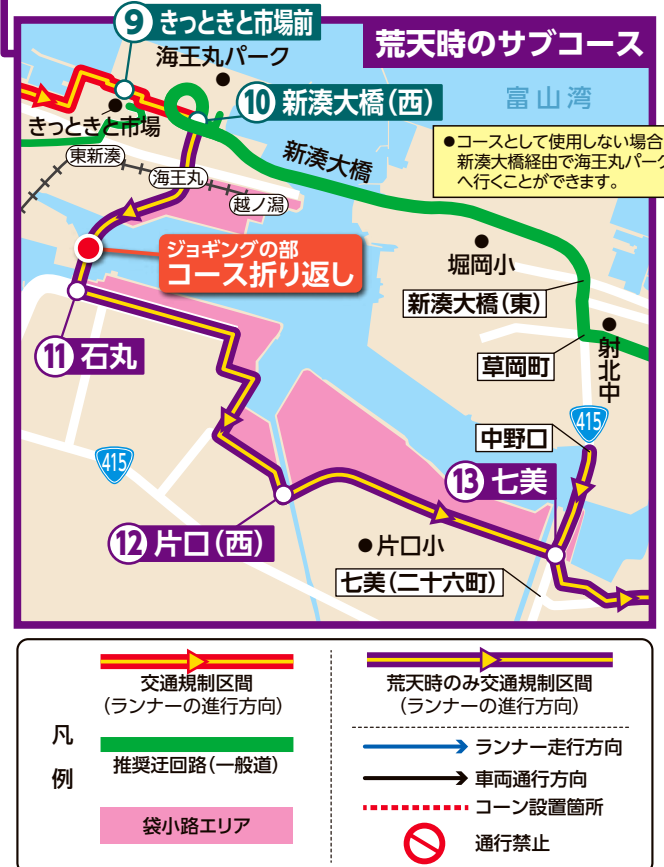 荒天時のサブコース
⑨ きっときと市場前
海王丸パーク
⑩ 新湊大橋(西)
富山湾
きっときと市場
●コースとして使用しない場合
新湊大橋経由で海王丸パーク
へ行くことができます。
新湊大橋
東新湊
海王丸
越ノ潟
ジョギングの部
コース折り返し
堀岡小
新湊大橋(東)
⑪ 石丸
草岡町
射北中
415
中野口
415
⑬ 七美
⑫ 片口(西)
片口小
七美(二十六町)
凡例
交通規制区間
(ランナーの進行方向)
推奨迂回路(一般道)
袋小路エリア
荒天時のみ交通規制区間
(ランナーの進行方向)
ランナー走行方向
車両通行方向
コーン設置箇所
通行禁止